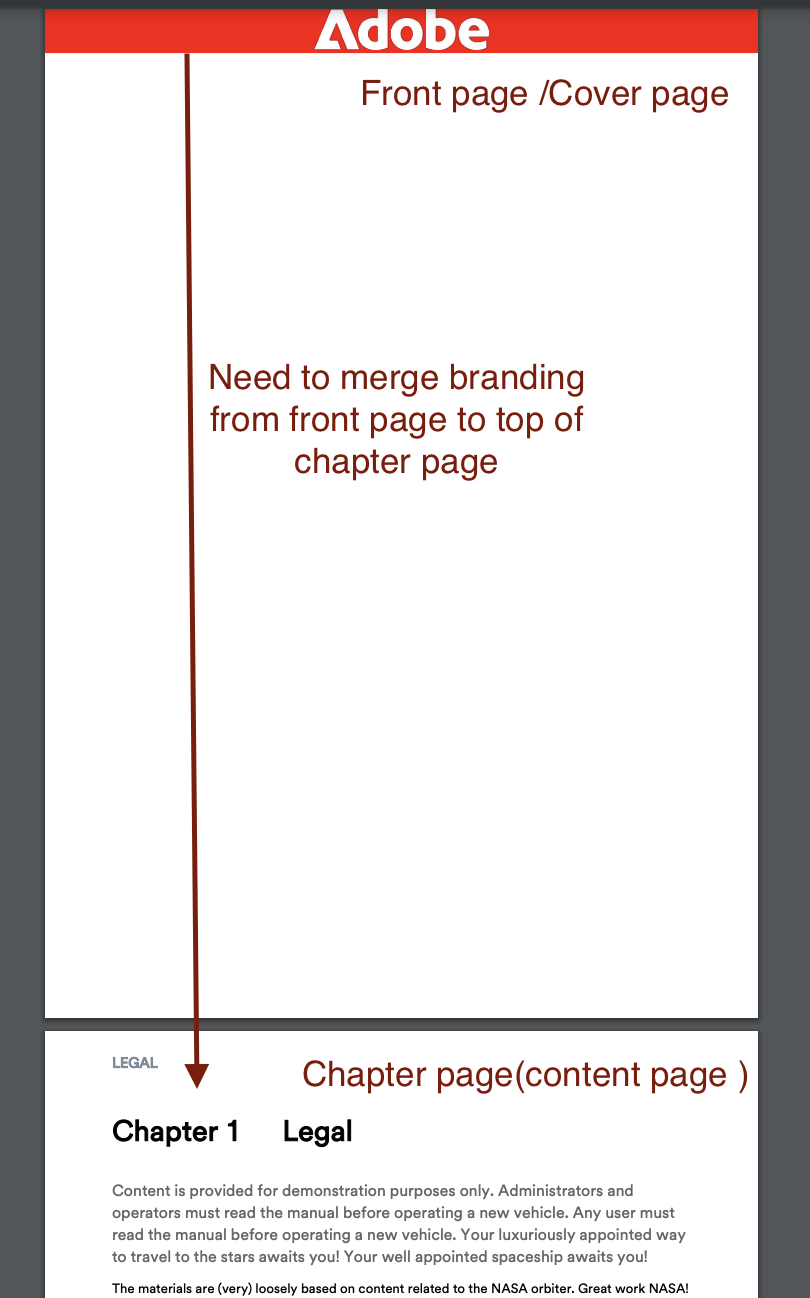 Adobe
Front page /Cover page
Need to merge branding
from front page to top of
chapter page
LEGAL
Chapter page(content page )
Chapter 1 Legal
Content is provided for demonstration purposes only. Administrators and
operators must read the manual before operating a new vehicle. Any user must
read the manual before operating a new vehicle. Your luxuriously appointed way
to travel to the stars awaits you! Your well appointed spaceship awaits you!
The materials are (very) loosely based on content related to the NASA orbiter. Great work NASA!